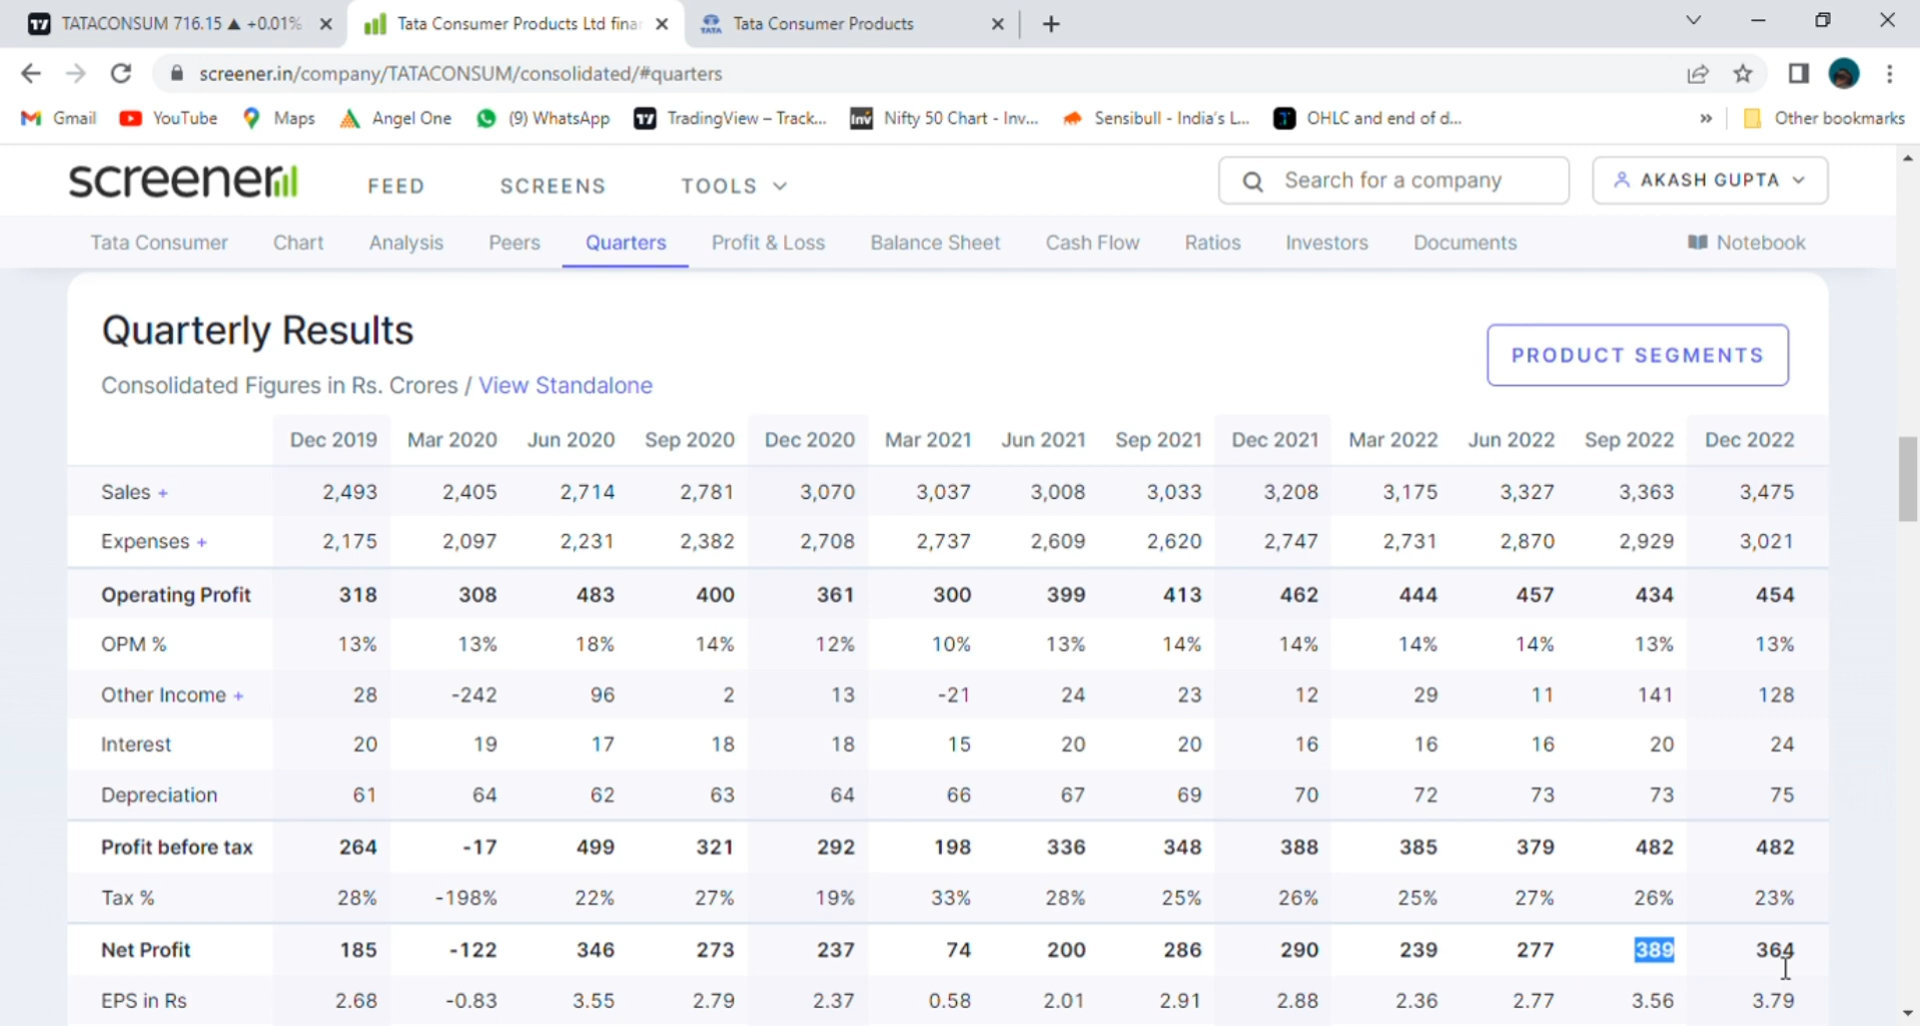 TATACONSUM 716.15 ▲ +0.01%
Tata Consumer Products Ltd finan
TATA Tata Consumer Products
screener.in/company/TATACONSUM/consolidated/#quarters
Gmail YouTube Maps Angel One (9) WhatsApp TradingView – Track... Inv Nifty 50 Chart - Inv... Sensibull - India's L... OHLC and end of d... » Other bookmarks
screener FEED SCREENS TOOLS Search for a company AKASH GUPTA
Tata Consumer Chart Analysis Peers Quarters Profit & Loss Balance Sheet Cash Flow Ratios Investors Documents Notebook
Quarterly Results
PRODUCT SEGMENTS
Consolidated Figures in Rs. Crores / View Standalone
Dec 2019 Mar 2020 Jun 2020 Sep 2020 Dec 2020 Mar 2021 Jun 2021 Sep 2021 Dec 2021 Mar 2022 Jun 2022 Sep 2022 Dec 2022
Sales + 2,493 2,405 2,714 2,781 3,070 3,037 3,008 3,033 3,208 3,175 3,327 3,363 3,475
Expenses + 2,175 2,097 2,231 2,382 2,708 2,737 2,609 2,620 2,747 2,731 2,870 2,929 3,021
Operating Profit 318 308 483 400 361 300 399 413 462 444 457 434 454
OPM % 13% 13% 18% 14% 12% 10% 13% 14% 14% 14% 14% 13% 13%
Other Income + 28 -242 96 2 13 -21 24 23 12 29 11 141 128
Interest 20 19 17 18 18 15 20 20 16 16 16 20 24
Depreciation 61 64 62 63 64 66 67 69 70 72 73 73 75
Profit before tax 264 -17 499 321 292 198 336 348 388 385 379 482 482
Tax % 28% -198% 22% 27% 19% 33% 28% 25% 26% 25% 27% 26% 23%
Net Profit 185 -122 346 273 237 74 200 286 290 239 277 389 364
EPS in Rs 2.68 -0.83 3.55 2.79 2.37 0.58 2.01 2.91 2.88 2.36 2.77 3.56 3.79